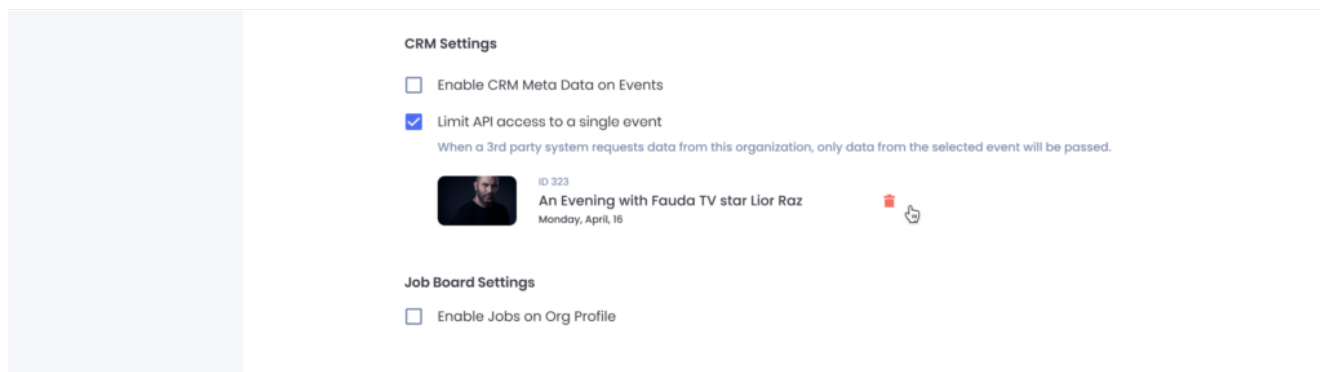 CRM Settings
Enable CRM Meta Data on Events
Limit API access to a single event
When a 3rd party system requests data from this organization, only data from the selected event will be passed.
ID 323
An Evening with Fauda TV star Lior Raz
Monday, April, 16
Job Board Settings
Enable Jobs on Org Profile